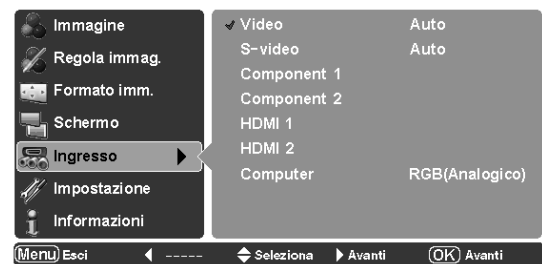 Immagine
Regola immag.
Formato imm.
Schermo
Ingresso
Impostazione
Informazioni
Video Auto
S-video Auto
Component 1
Component 2
HDMI 1
HDMI 2
Computer RGB(Analogico)
Menu Esci ----- Seleziona Avanti OK Avanti